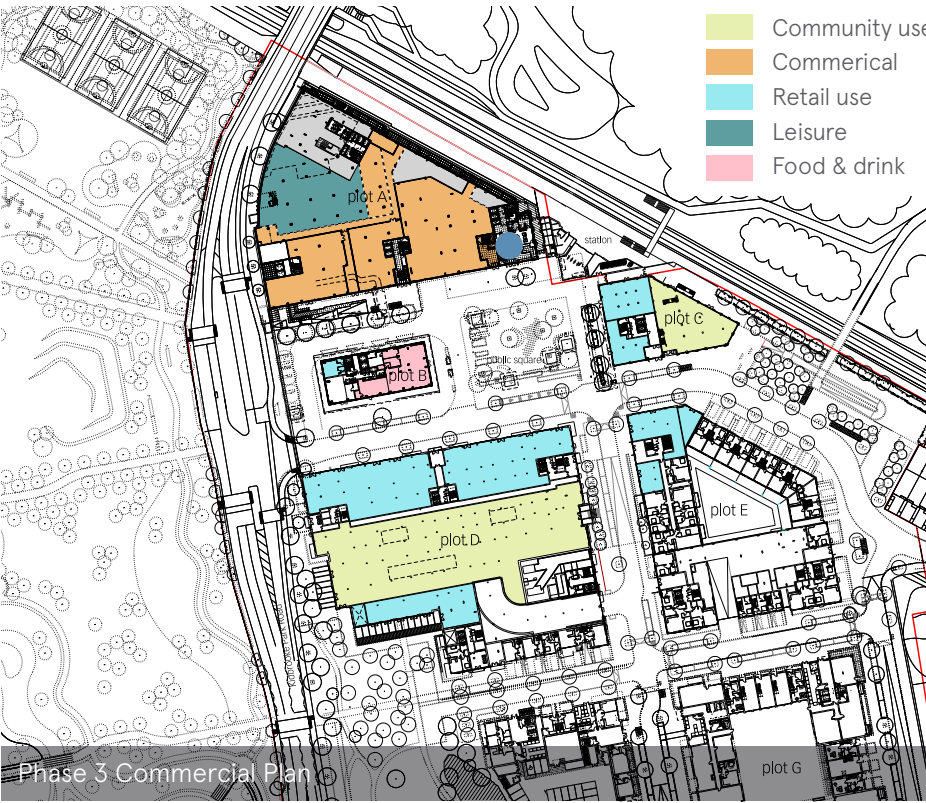 Community use
Commerical
Retail use
Leisure
Food & drink
plot A
station
plot C
public square
plot B
plot D
plot E
plot G
Phase 3 Commercial Plan